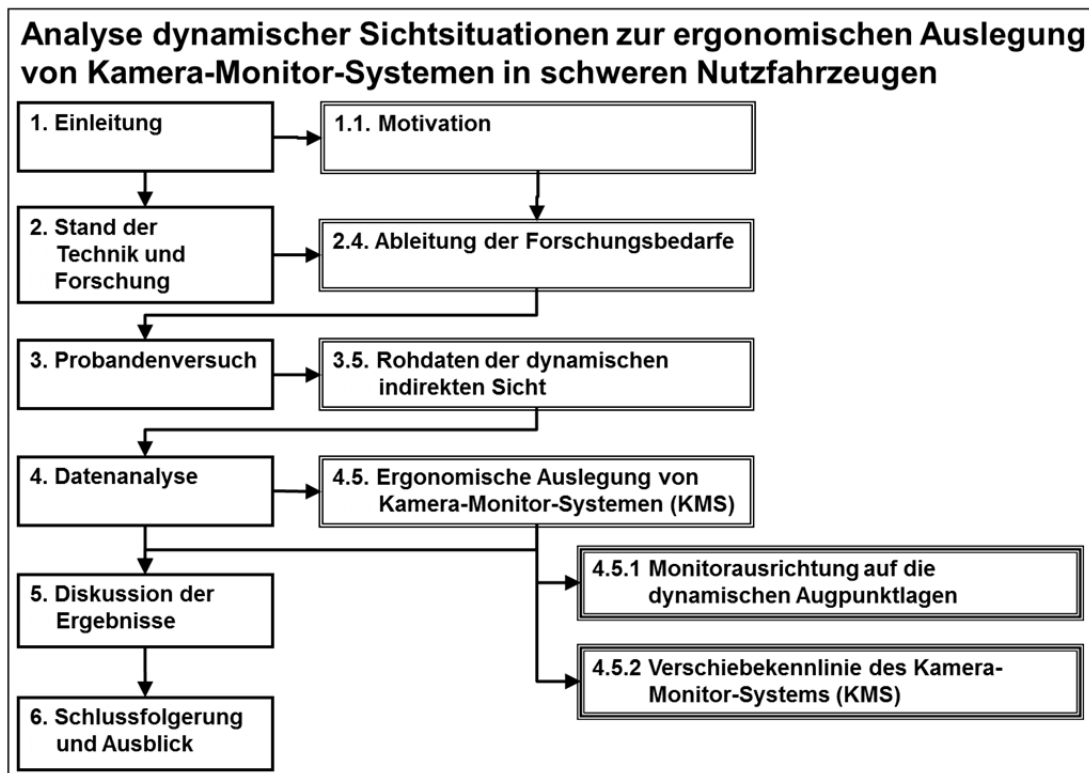 Analyse dynamischer Sichtsituationen zur ergonomischen Auslegung
von Kamera-Monitor-Systemen in schweren Nutzfahrzeugen
1. Einleitung
1.1. Motivation
2. Stand der
Technik und
Forschung
2.4. Ableitung der Forschungsbedarfe
3. Probandenversuch
3.5. Rohdaten der dynamischen
indirekten Sicht
4. Datenanalyse
4.5. Ergonomische Auslegung von
Kamera-Monitor-Systemen (KMS)
4.5.1 Monitorausrichtung auf die
dynamischen Augpunktlagen
5. Diskussion der
Ergebnisse
4.5.2 Verschiebekennlinie des Kamera-
Monitor-Systems (KMS)
6. Schlussfolgerung
und Ausblick